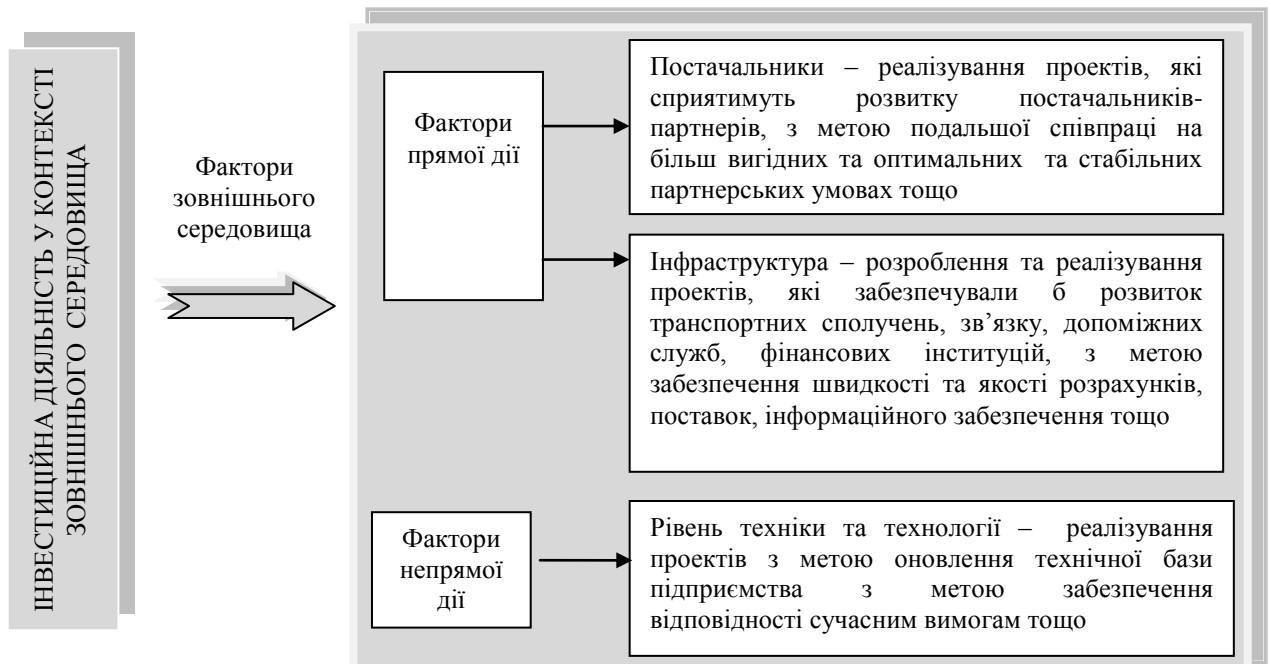 ІНВЕСТИЦІЙНА ДІЯЛЬНІСТЬ У КОНТЕКСТІ
ЗОВНІШНЬОГО СЕРЕДОВИЩА
Фактори
зовнішнього
середовища
Фактори
прямої дії
Постачальники – реалізування проектів, які
сприятимуть розвитку постачальників-
партнерів, з метою подальшої співпраці на
більш вигідних та оптимальних та стабільних
партнерських умовах тощо
Інфраструктура – розроблення та реалізування
проектів, які забезпечували б розвиток
транспортних сполучень, зв’язку, допоміжних
служб, фінансових інституцій, з метою
забезпечення швидкості та якості розрахунків,
поставок, інформаційного забезпечення тощо
Фактори
непрямої
дії
Рівень техніки та технології – реалізування
проектів з метою оновлення технічної бази
підприємства з метою забезпечення
відповідності сучасним вимогам тощо